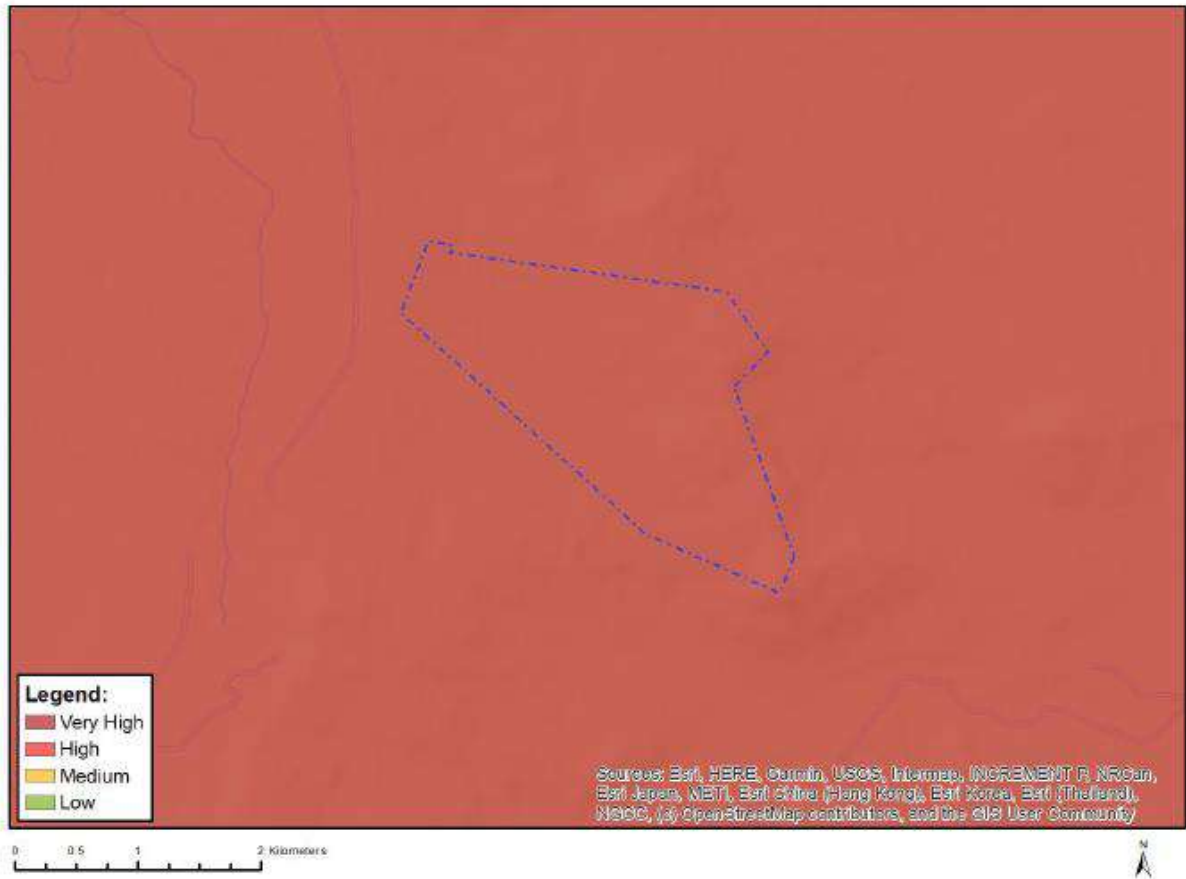 Legend:
Very High
High
Medium
Low
Sources: Esri, HERE, Garmin, USGS, Intermap, INCREMENT P, NRCan,
Esri Japan, METI, Esri China (Hong Kong), Esri Korea, Esri (Thailand),
NGCC, (c) OpenStreetMap contributors, and the GIS User Community
0 0.5 1 2 Kilometers
N